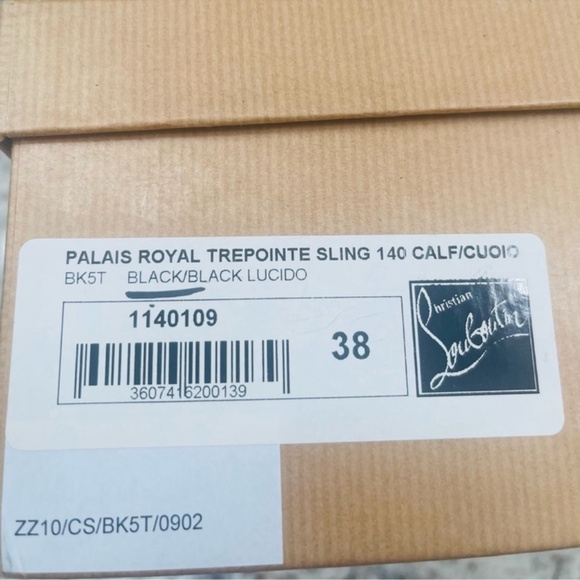 PALAIS ROYAL TREPOINTE SLING 140 CALF/CUOIO
BK5T BLACK/BLACK LUCIDO
1140109
38
3607416200139
Christian
Louboutin
ZZ10/CS/BK5T/0902